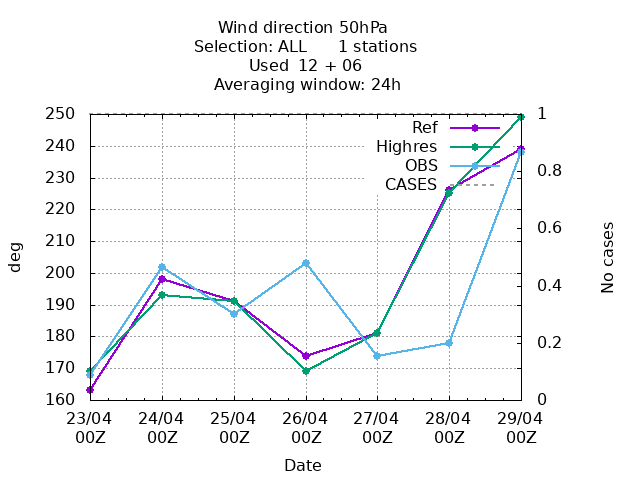 Wind direction 50hPa
Selection: ALL      1 stations
Used  12 + 06
Averaging window: 24h
250
240
230
220
210
200
190
180
170
160
deg
1
0.8
0.6
0.4
0.2
0
No cases
Ref
Highres
OBS
CASES
23/04 24/04 25/04 26/04 27/04 28/04 29/04
00Z 00Z 00Z 00Z 00Z 00Z 00Z
Date